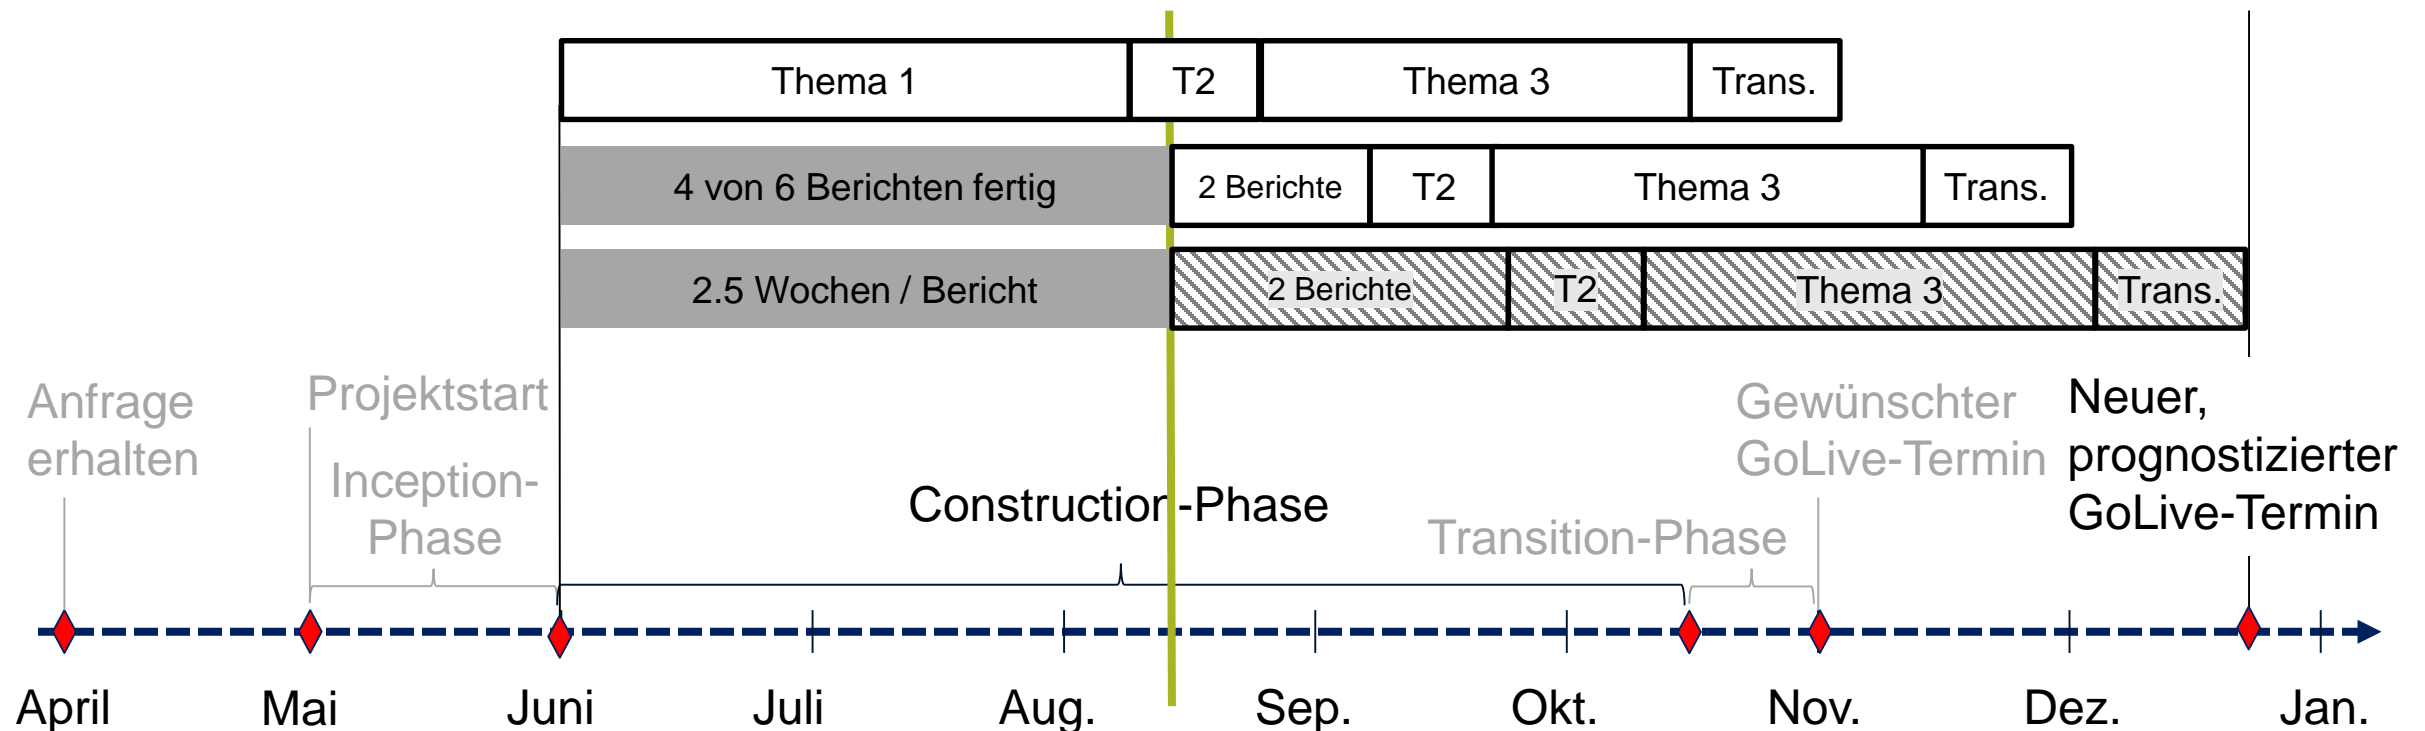 Thema 1
T2
Thema 3
Trans.
4 von 6 Berichten fertig
2 Berichte
T2
Thema 3
Trans.
2.5 Wochen / Bericht
2 Berichte
T2
Thema 3
Trans.
Anfrage
erhalten
Projektstart
Inception-
Phase
Construction-Phase
Transition-Phase
Gewünschter
GoLive-Termin
Neuer,
prognostizierter
GoLive-Termin
April
Mai
Juni
Juli
Aug.
Sep.
Okt.
Nov.
Dez.
Jan.